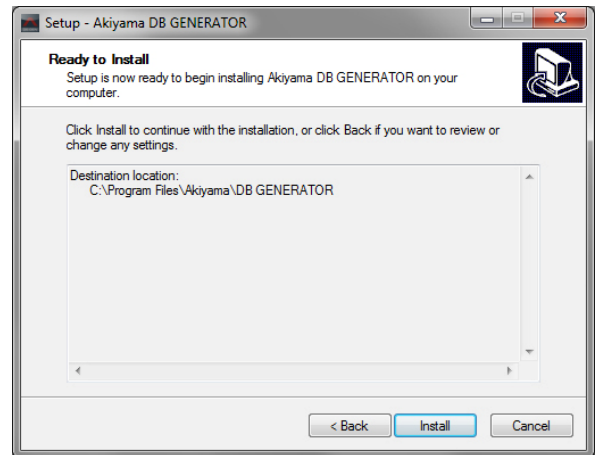 Setup - Akiyama DB GENERATOR
Ready to Install
Setup is now ready to begin installing Akiyama DB GENERATOR on your
computer.
Click Install to continue with the installation, or click Back if you want to review or
change any settings.
Destination location:
C:\Program Files\Akiyama\DB GENERATOR
< Back
Install
Cancel